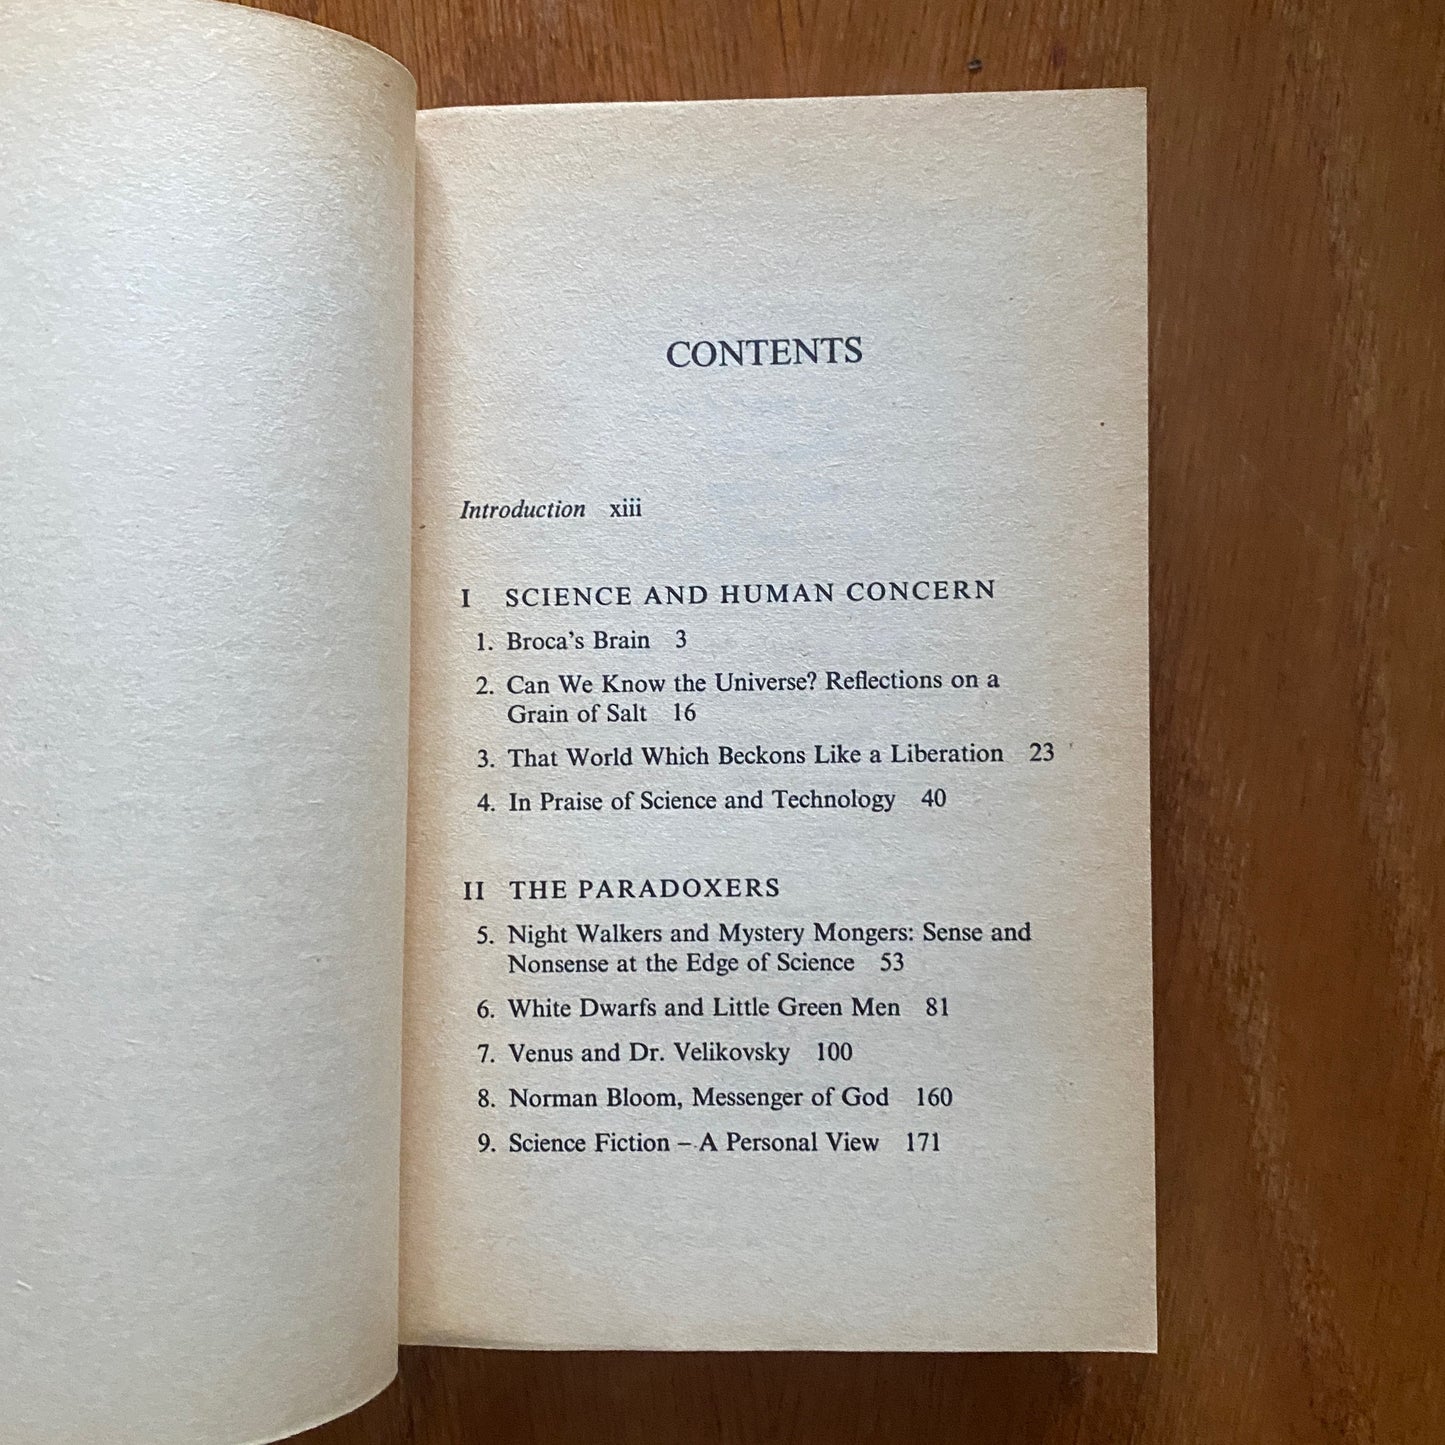 CONTENTS
Introduction xiii
I SCIENCE AND HUMAN CONCERN
1. Broca's Brain 3
2. Can We Know the Universe? Reflections on a
Grain of Salt 16
3. That World Which Beckons Like a Liberation 23
4. In Praise of Science and Technology 40
II THE PARADOXERS
5. Night Walkers and Mystery Mongers: Sense and
Nonsense at the Edge of Science 53
6. White Dwarfs and Little Green Men 81
7. Venus and Dr. Velikovsky 100
8. Norman Bloom, Messenger of God 160
9. Science Fiction – A Personal View 171